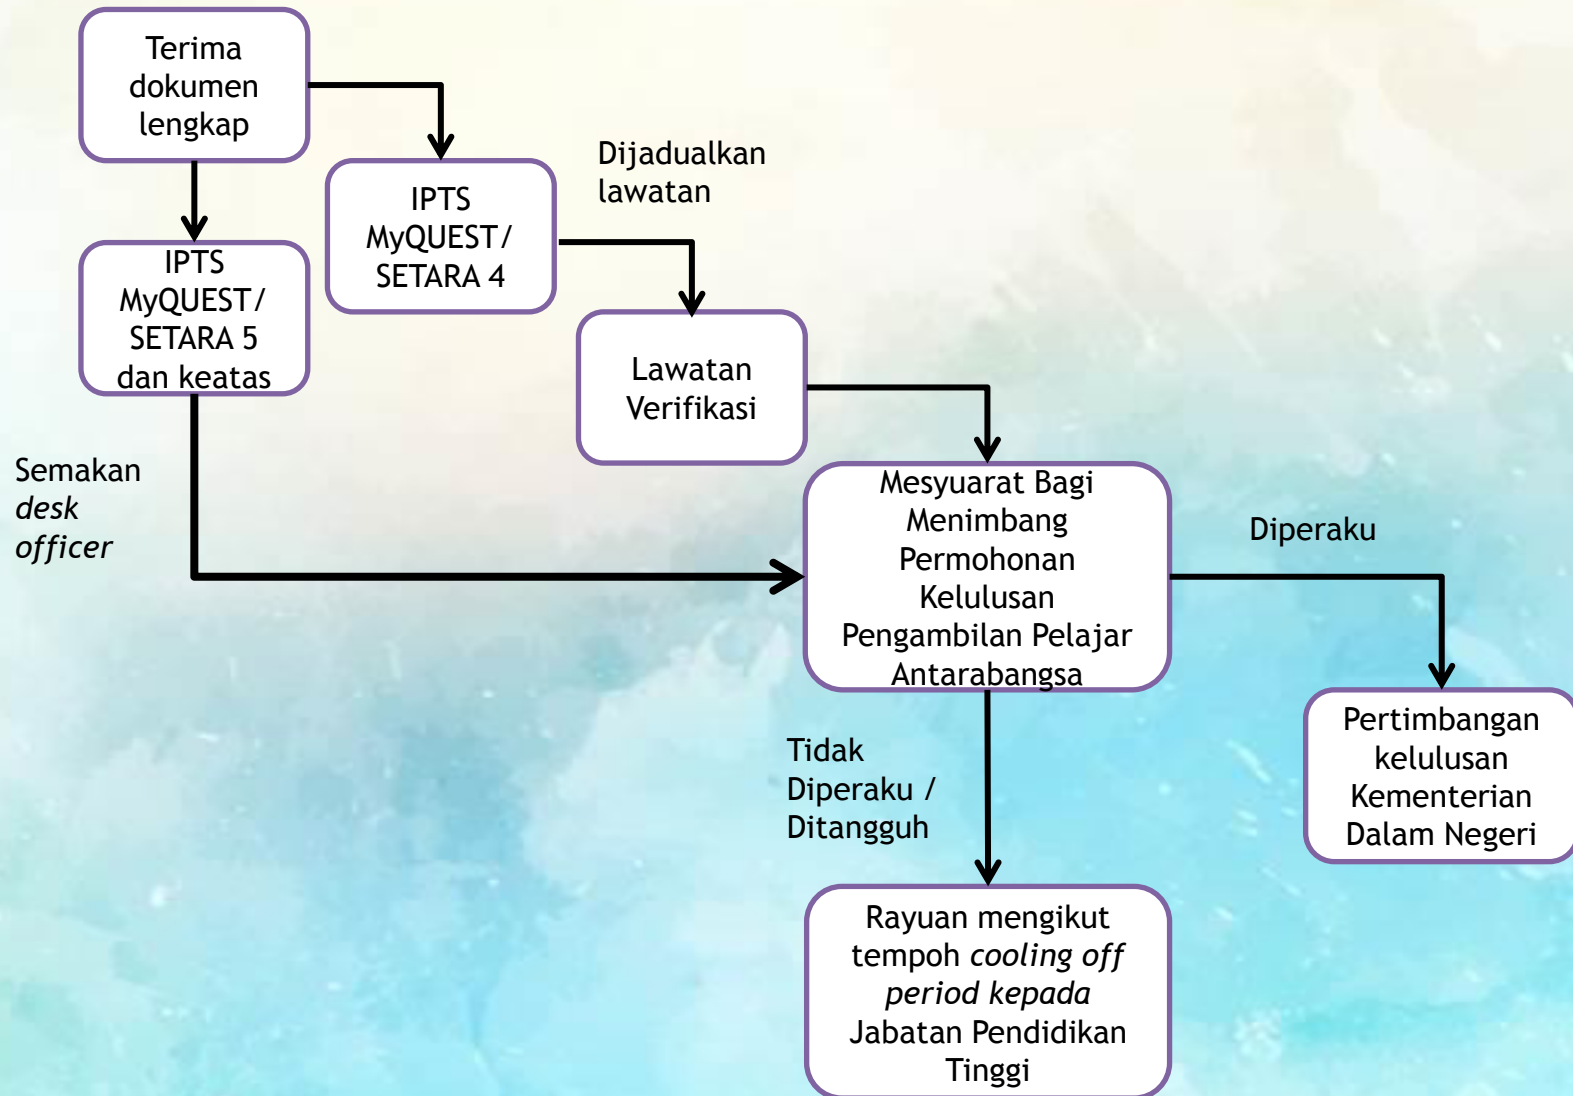 Terima
dokumen
lengkap
Dijadualkan
lawatan
IPTS
MyQUEST/
SETARA 4
IPTS
MyQUEST/
SETARA 5
dan keatas
Lawatan
Verifikasi
Semakan
desk
officer
Mesyuarat Bagi
Menimbang
Permohonan
Kelulusan
Pengambilan Pelajar
Antarabangsa
Diperaku
Tidak
Diperaku /
Ditangguh
Pertimbangan
kelulusan
Kementerian
Dalam Negeri
Rayuan mengikut
tempoh cooling off
period kepada
Jabatan Pendidikan
Tinggi